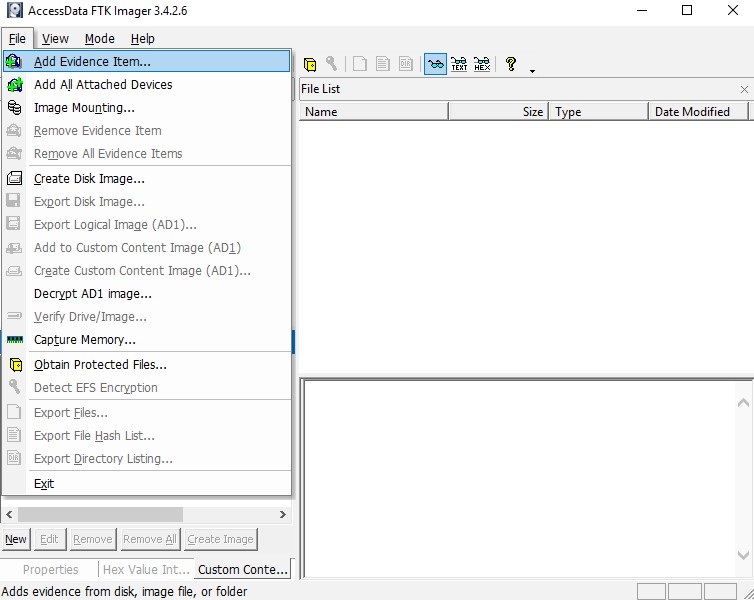 AccessData FTK Imager 3.4.2.6
File View Mode Help
Add Evidence Item...
Add All Attached Devices
Image Mounting...
Remove Evidence Item
Remove All Evidence Items
Create Disk Image...
Export Disk Image...
Export Logical Image (AD1)...
Add to Custom Content Image (AD1)
Create Custom Content Image (AD1)...
Decrypt AD1 image...
Verify Drive/Image...
Capture Memory...
Obtain Protected Files...
Detect EFS Encryption
Export Files...
Export File Hash List...
Export Directory Listing...
Exit
TEXT HEX
File List
Name Size Type Date Modified
New Edit Remove Remove All Create Image
Properties Hex Value Int... Custom Conte...
Adds evidence from disk, image file, or folder